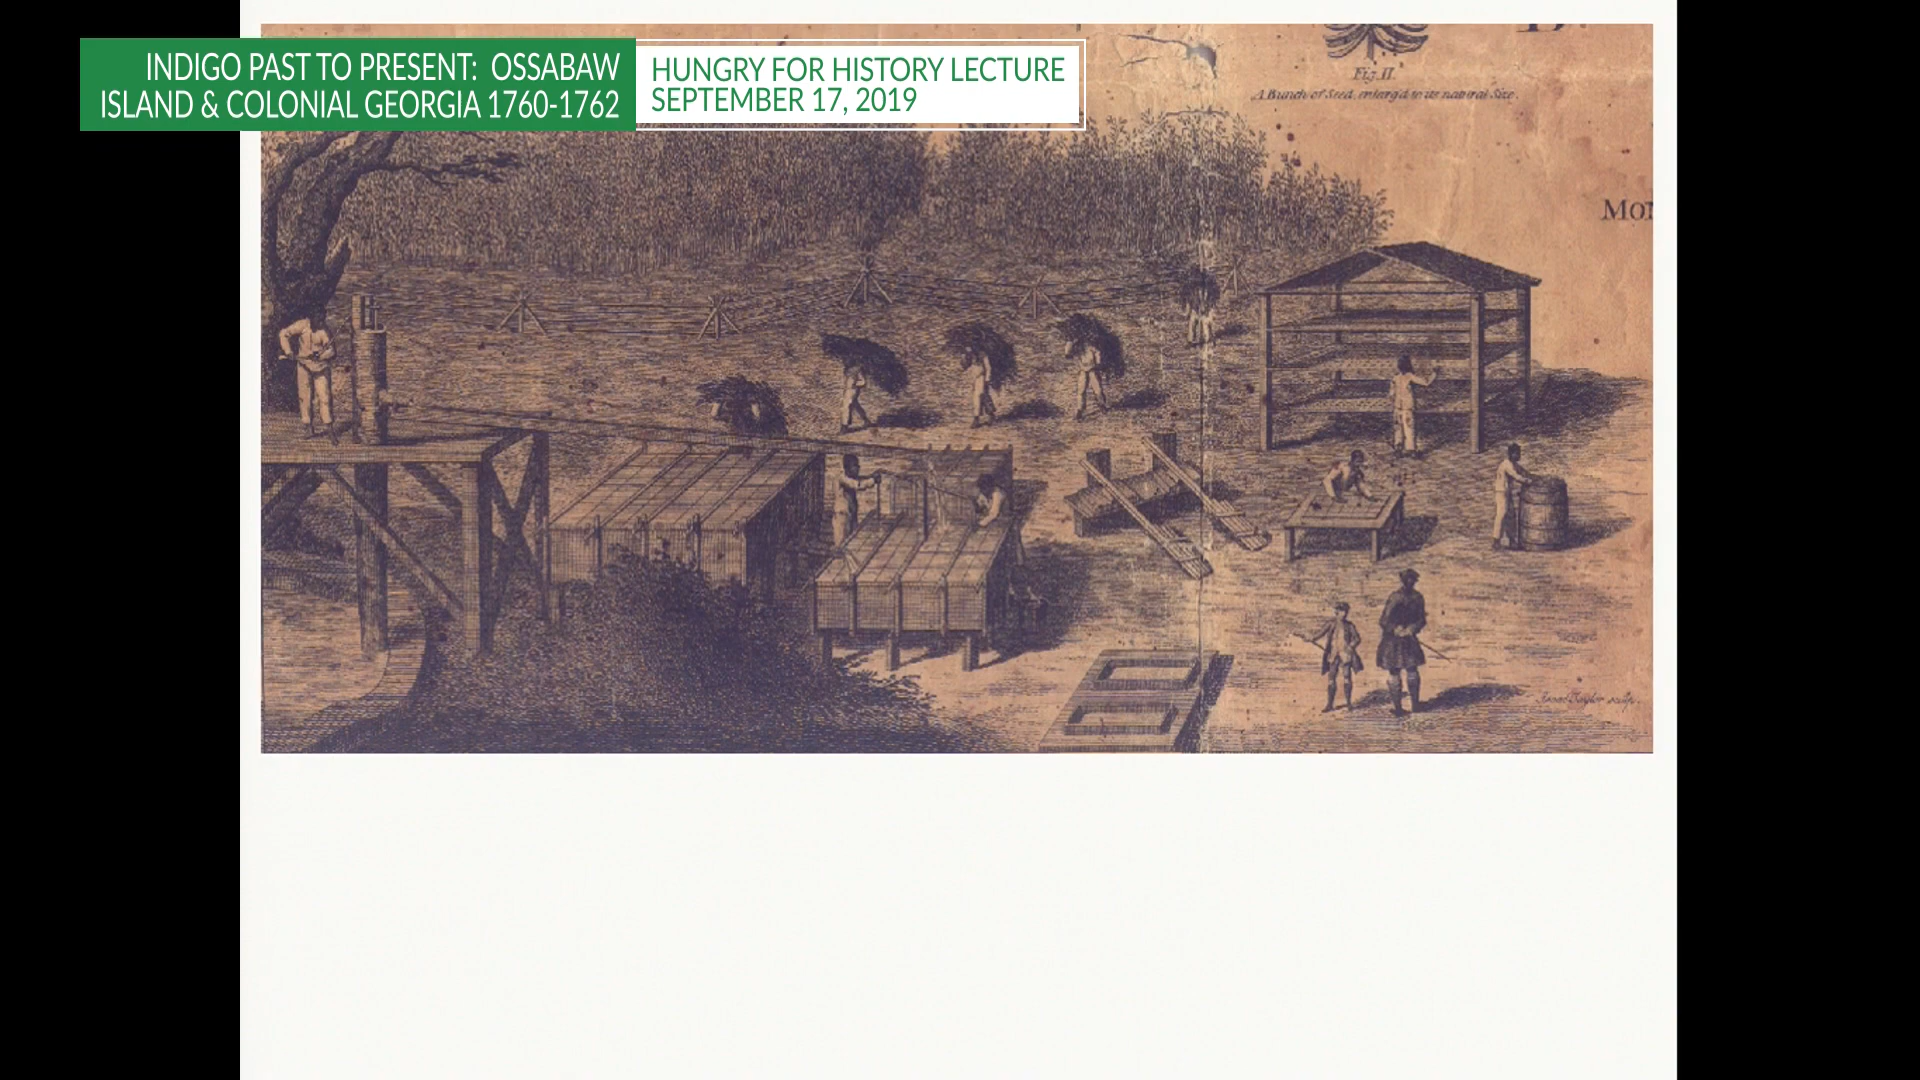 INDIGO PAST TO PRESENT: OSSABAW
ISLAND & COLONIAL GEORGIA 1760-1762
HUNGRY FOR HISTORY LECTURE
SEPTEMBER 17, 2019
Fig. II.
A Bunch of Seed, enlarg'd to its natural Size.